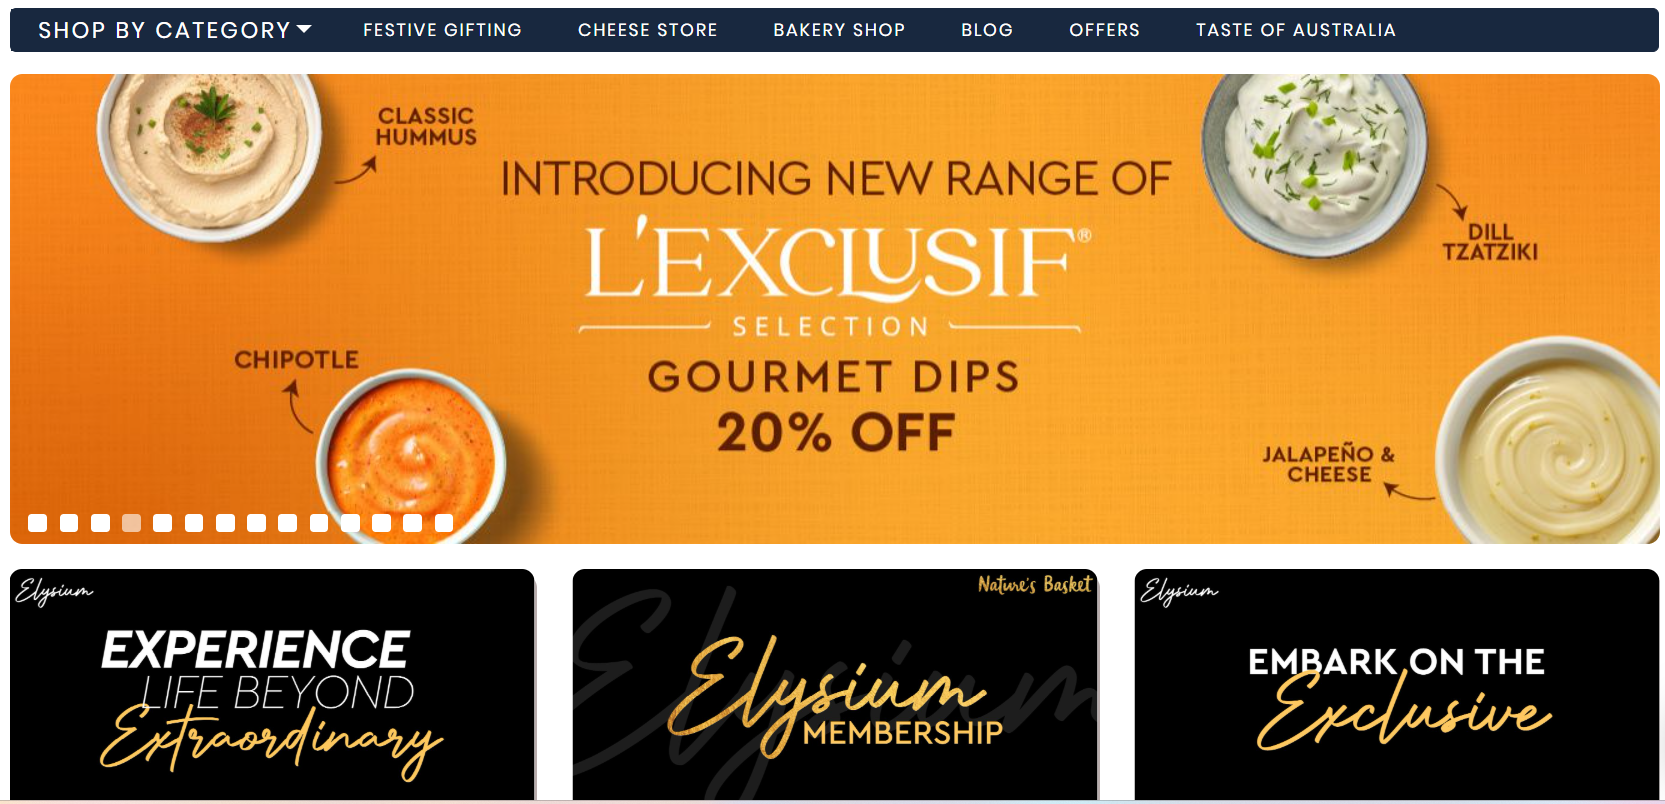 SHOP BY CATEGORY
FESTIVE GIFTING
CHEESE STORE
BAKERY SHOP
BLOG
OFFERS
TASTE OF AUSTRALIA
CLASSIC
HUMMUS
INTRODUCING NEW RANGE OF
L'EXCLUSIF®
SELECTION
GOURMET DIPS
20% OFF
DILL
TZATZIKI
CHIPOTLE
JALAPEÑO &
CHEESE
Elysium
EXPERIENCE
LIFE BEYOND
Extraordinary
Nature's Basket
Elysium
Elysium
MEMBERSHIP
Elysium
EMBARK ON THE
Exclusive